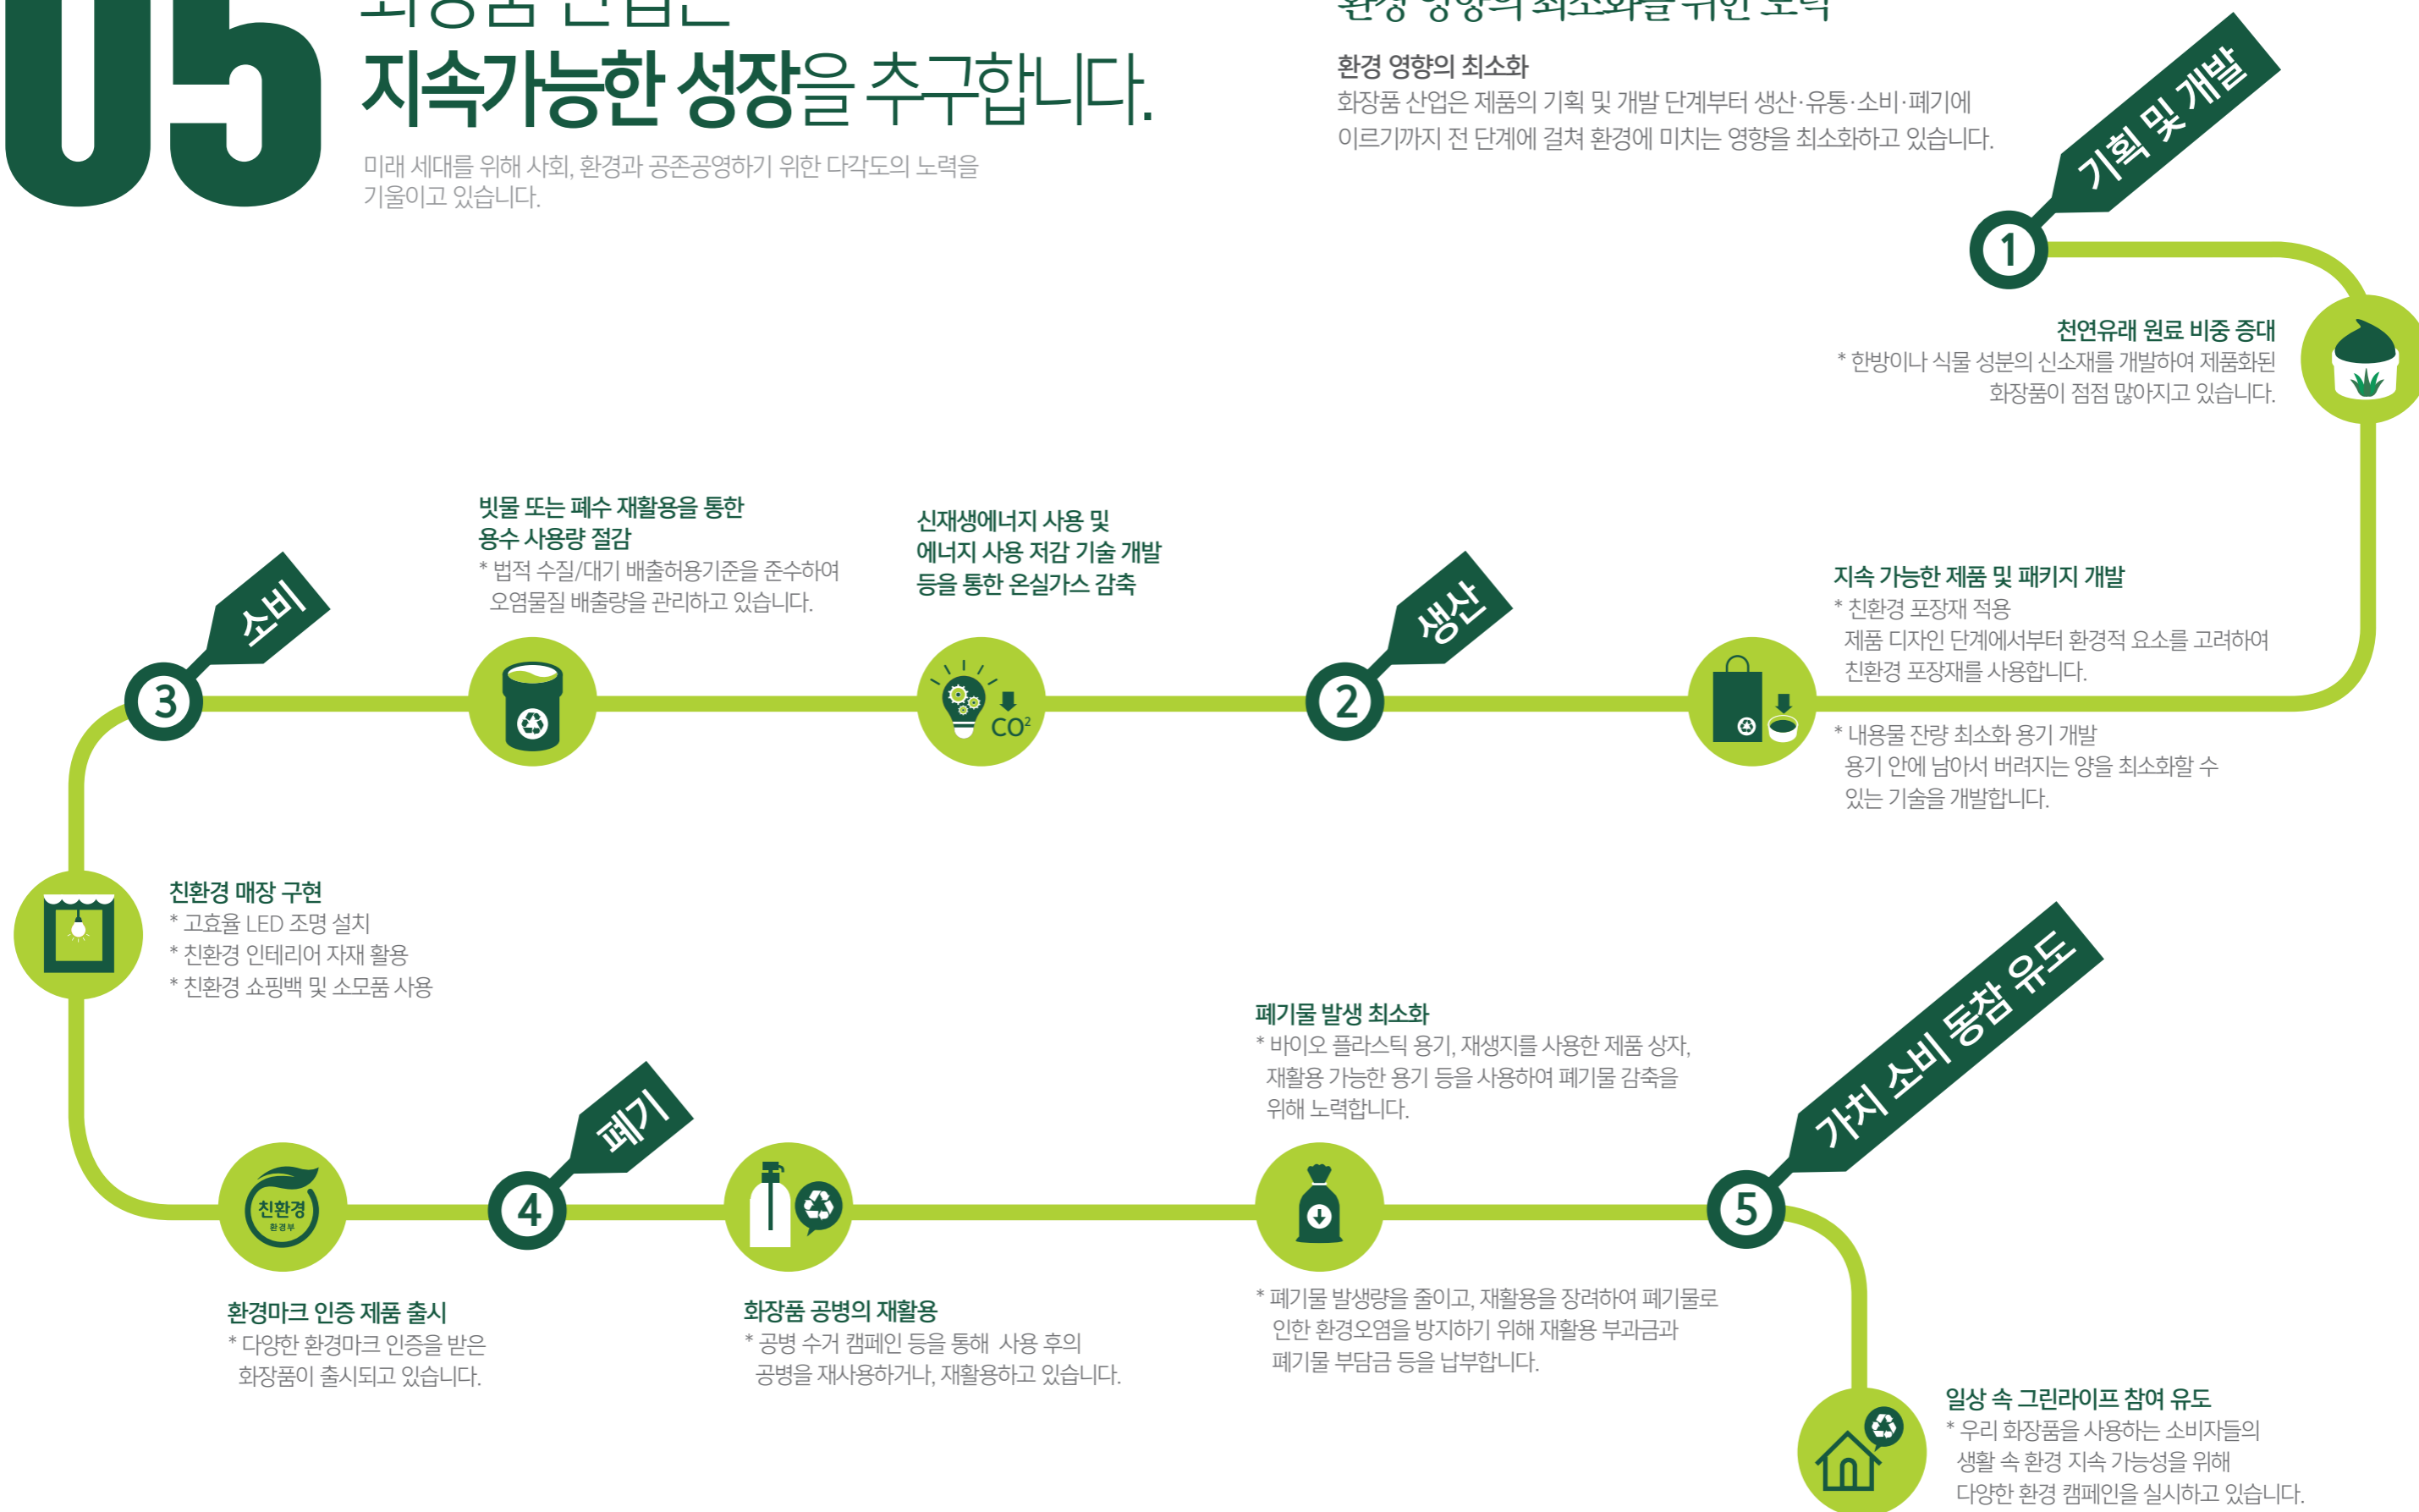 05
화장품 산업은
지속가능한 성장을 추구합니다.
미래 세대를 위해 사회, 환경과 공존공영하기 위한 다각도의 노력을
기울이고 있습니다.
환경 영향의 최소화를 위한 노력
환경 영향의 최소화
화장품 산업은 제품의 기획 및 개발 단계부터 생산·유통·소비·폐기에
이르기까지 전 단계에 걸쳐 환경에 미치는 영향을 최소화하고 있습니다.
기획 및 개발
1
천연유래 원료 비중 증대
* 한방이나 식물 성분의 신소재를 개발하여 제품화된
화장품이 점점 많아지고 있습니다.
지속 가능한 제품 및 패키지 개발
* 친환경 포장재 적용
제품 디자인 단계에서부터 환경적 요소를 고려하여
친환경 포장재를 사용합니다.
* 내용물 잔량 최소화 용기 개발
용기 안에 남아서 버려지는 양을 최소화할 수
있는 기술을 개발합니다.
생산
2
신재생에너지 사용 및
에너지 사용 저감 기술 개발
등을 통한 온실가스 감축
CO²
빗물 또는 폐수 재활용을 통한
용수 사용량 절감
* 법적 수질/대기 배출허용기준을 준수하여
오염물질 배출량을 관리하고 있습니다.
소비
3
친환경 매장 구현
* 고효율 LED 조명 설치
* 친환경 인테리어 자재 활용
* 친환경 쇼핑백 및 소모품 사용
친환경
환경부
환경마크 인증 제품 출시
* 다양한 환경마크 인증을 받은
화장품이 출시되고 있습니다.
폐기
4
화장품 공병의 재활용
* 공병 수거 캠페인 등을 통해 사용 후의
공병을 재사용하거나, 재활용하고 있습니다.
폐기물 발생 최소화
* 바이오 플라스틱 용기, 재생지를 사용한 제품 상자,
재활용 가능한 용기 등을 사용하여 폐기물 감축을
위해 노력합니다.
* 폐기물 발생량을 줄이고, 재활용을 장려하여 폐기물로
인한 환경오염을 방지하기 위해 재활용 부과금과
폐기물 부담금 등을 납부합니다.
가치 소비 동참 유도
5
일상 속 그린라이프 참여 유도
* 우리 화장품을 사용하는 소비자들의
생활 속 환경 지속 가능성을 위해
다양한 환경 캠페인을 실시하고 있습니다.